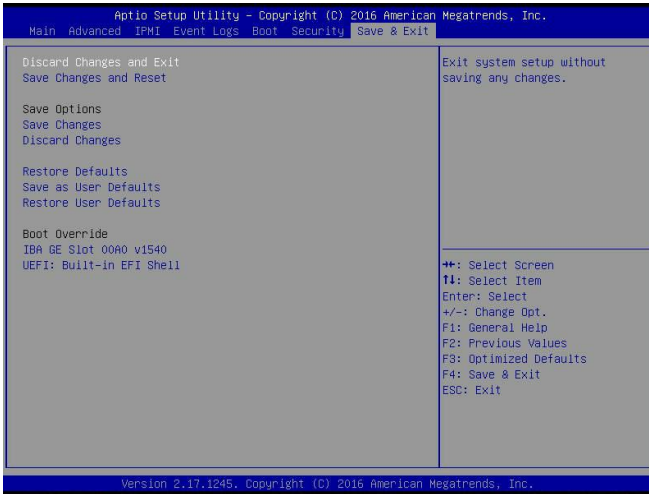 Aptio Setup Utility - Copyright (C) 2016 American Megatrends, Inc.
Main Advanced IPMI Event Logs Boot Security Save & Exit
Discard Changes and Exit
Save Changes and Reset
Save Options
Save Changes
Discard Changes
Restore Defaults
Save as User Defaults
Restore User Defaults
Boot Override
IBA GE Slot 00A0 v1540
UEFI: Built-in EFI Shell
Exit system setup without
saving any changes.
→←: Select Screen
↑↓: Select Item
Enter: Select
+/-: Change Opt.
F1: General Help
F2: Previous Values
F3: Optimized Defaults
F4: Save & Exit
ESC: Exit
Version 2.17.1245. Copyright (C) 2016 American Megatrends, Inc.